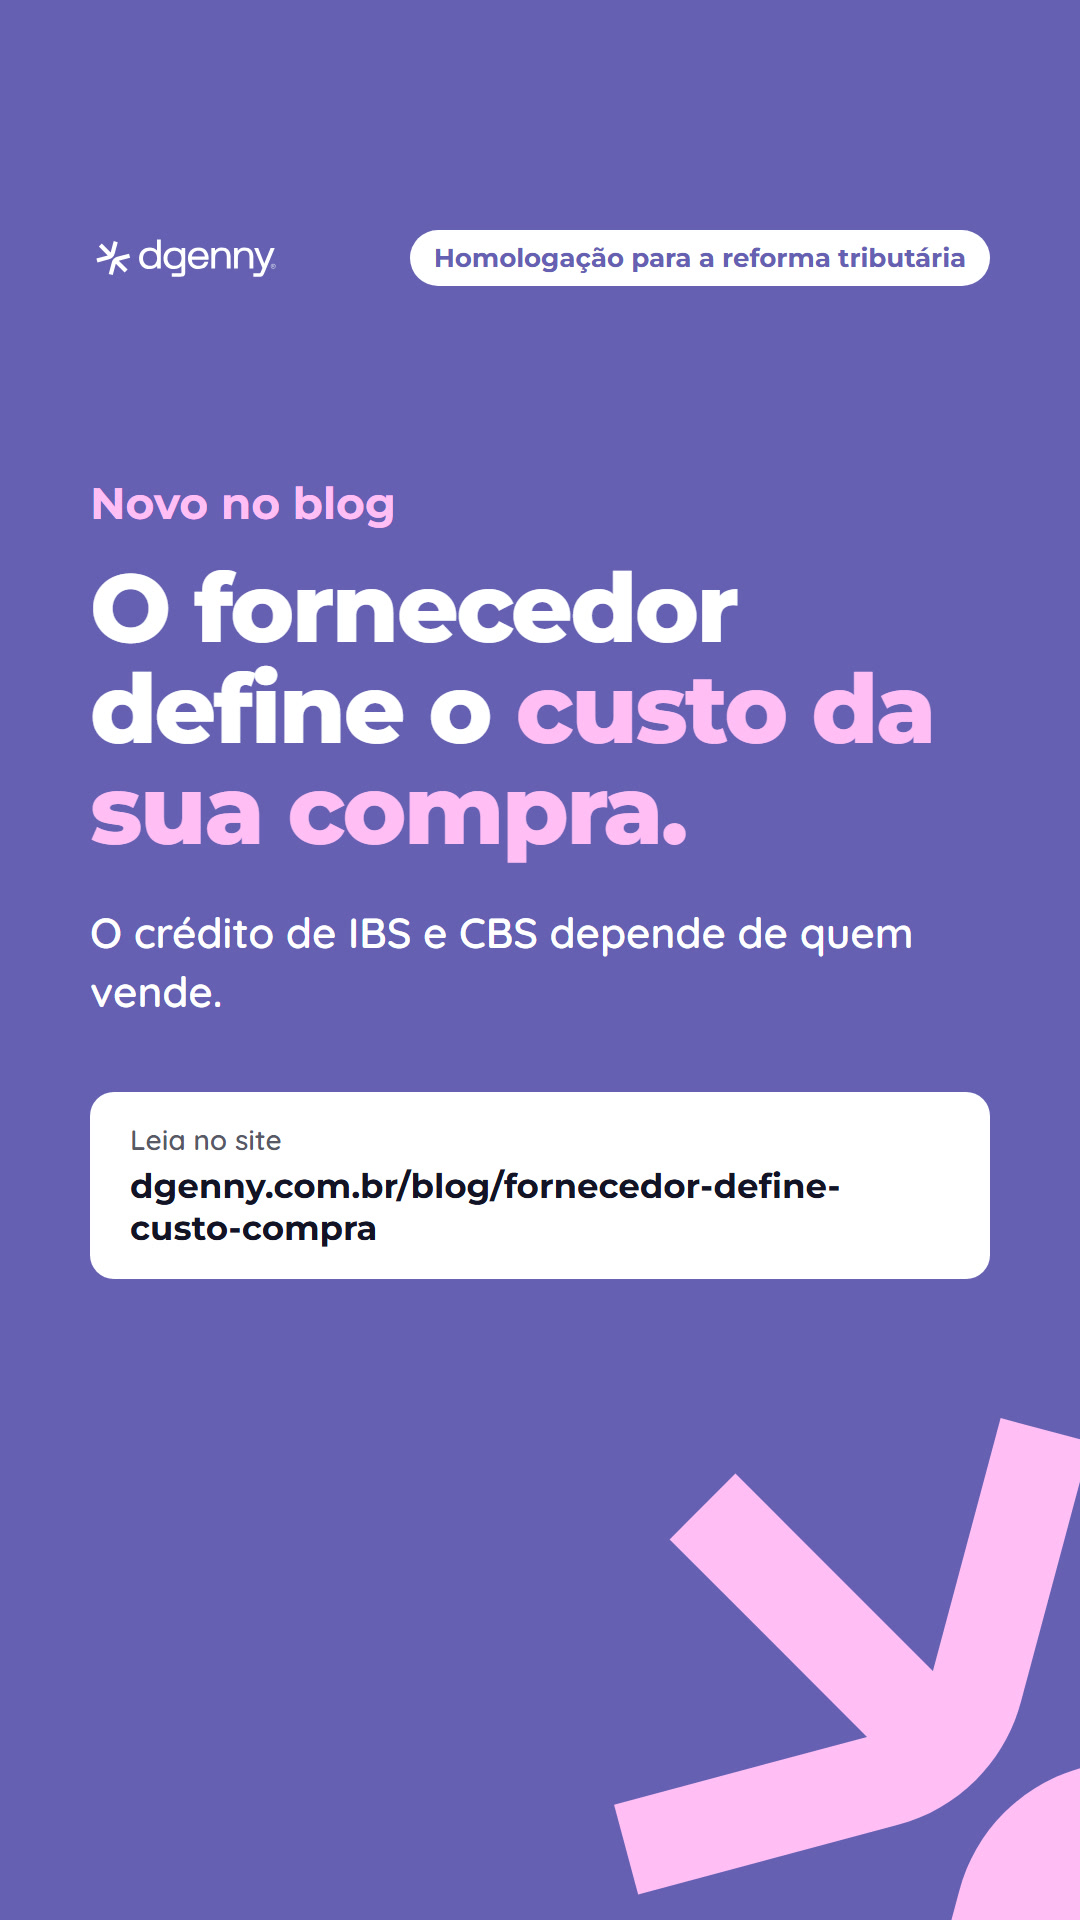 dgenny
Homologação para a reforma tributária
Novo no blog
O fornecedor
define o custo da
sua compra.
O crédito de IBS e CBS depende de quem
vende.
Leia no site
dgenny.com.br/blog/fornecedor-define-
custo-compra